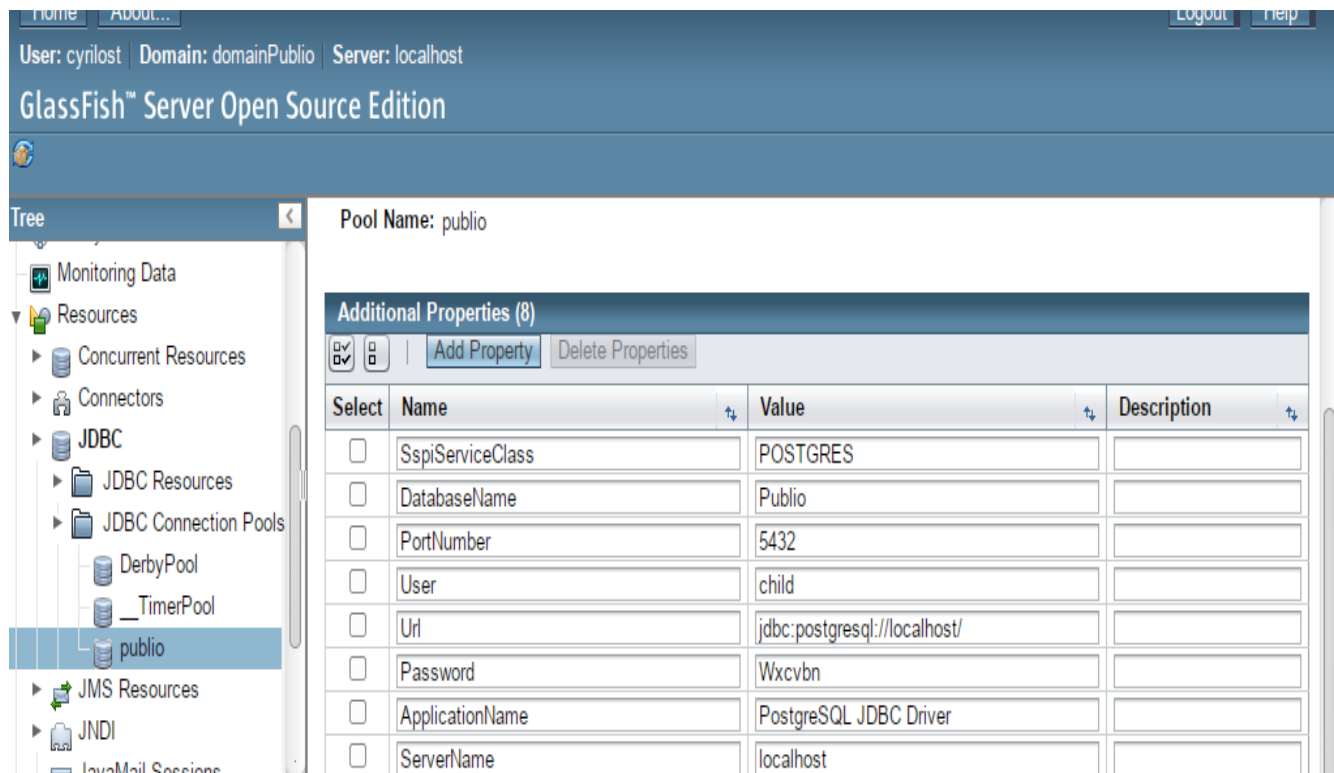 Home About... Logout Help
User: cyrilost Domain: domainPublio Server: localhost
GlassFish™ Server Open Source Edition
Tree
Monitoring Data
Resources
Concurrent Resources
Connectors
JDBC
JDBC Resources
JDBC Connection Pools
DerbyPool
__TimerPool
publio
JMS Resources
JNDI
JavaMail Sessions
Pool Name: publio
Additional Properties (8)
Add Property Delete Properties
Select Name Value Description
SspiServiceClass POSTGRES
DatabaseName Publio
PortNumber 5432
User child
Url jdbc:postgresql://localhost/
Password Wxcvbn
ApplicationName PostgreSQL JDBC Driver
ServerName localhost